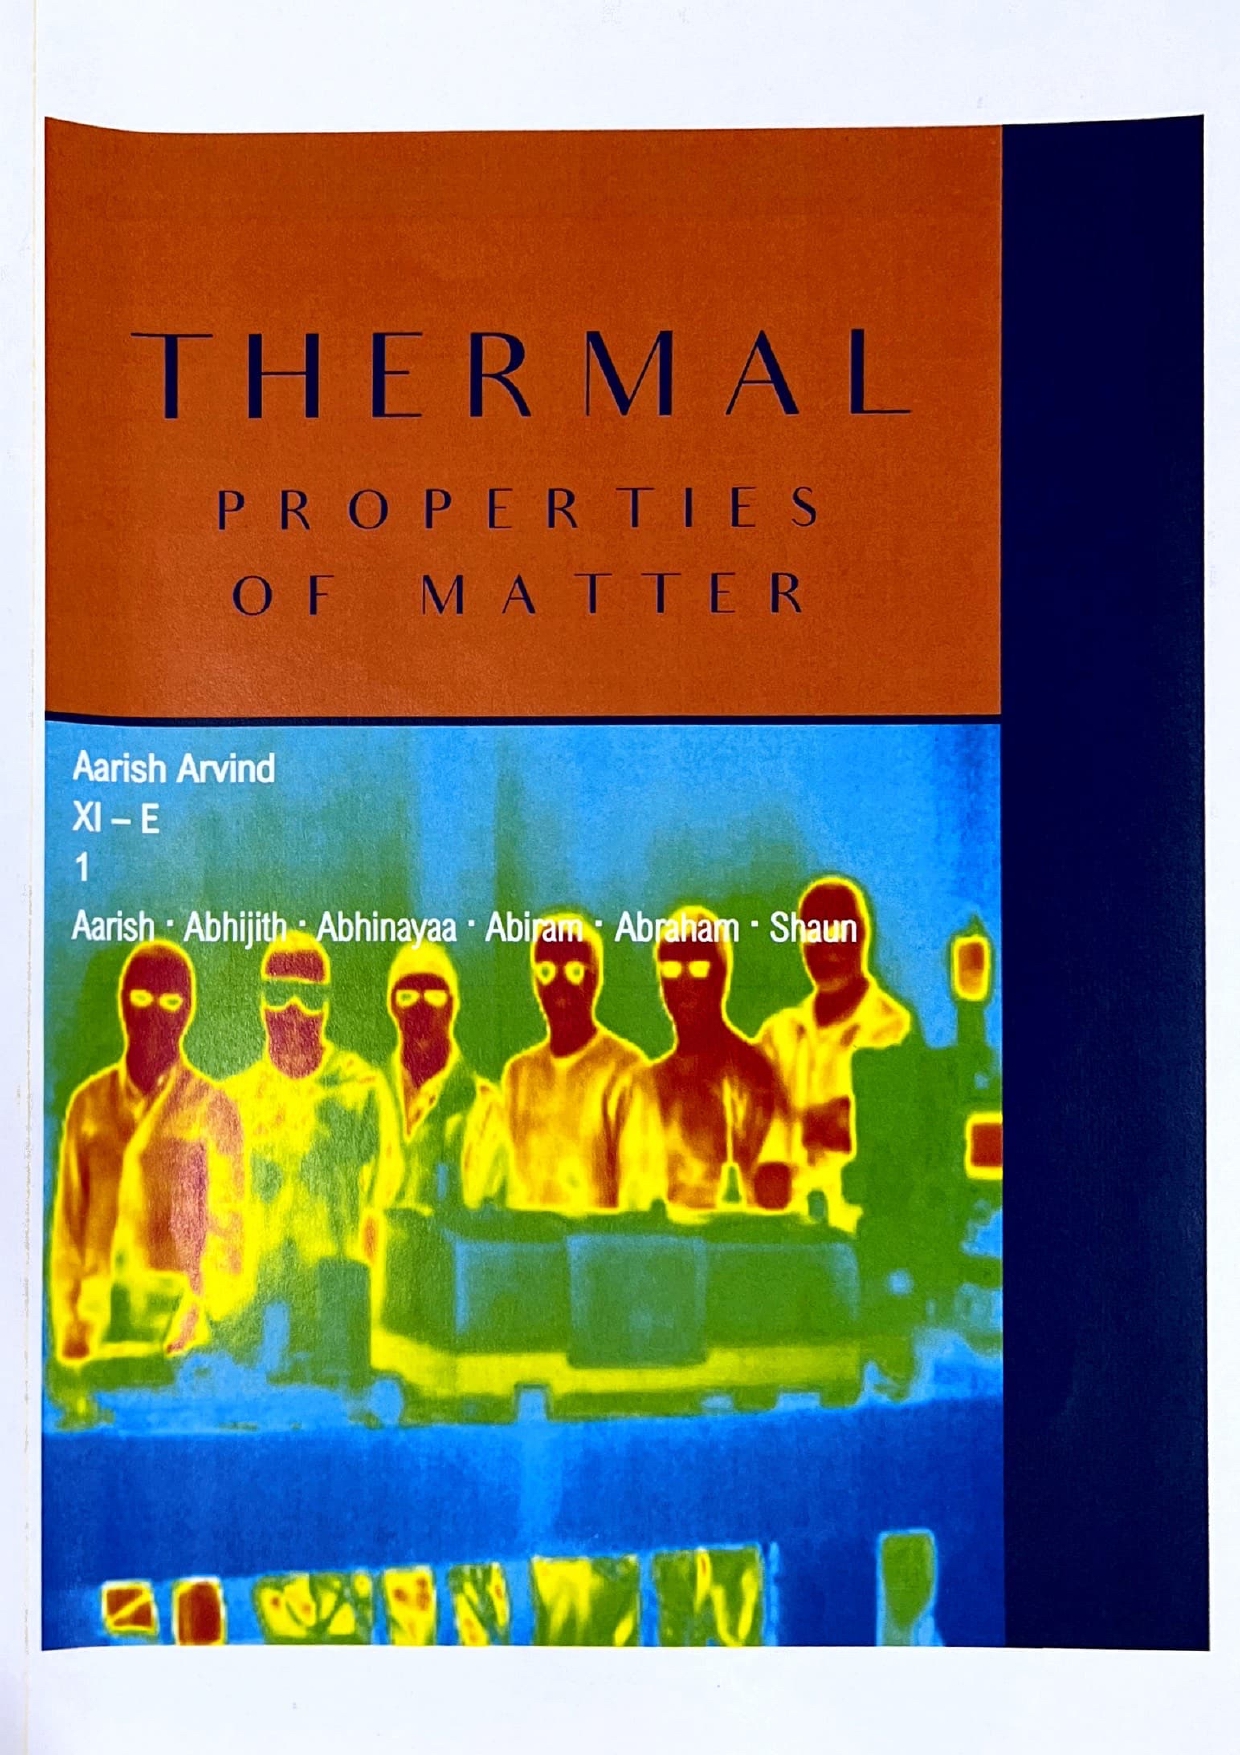 THERMAL
PROPERTIES
OF MATTER
Aarish Arvind
XI – E
1
Aarish · Abhijith · Abhinayaa · Abiram · Abraham · Shaun